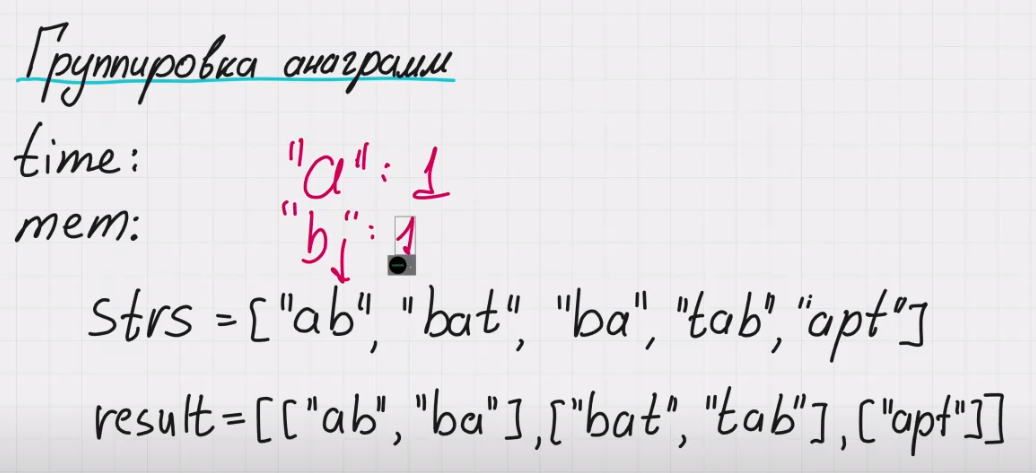 Группировка анаграмм
time:
"a": 1
mem:
"b": 1
strs = ["ab", "bat", "ba", "tab", "apt"]
result=[["ab", "ba"], ["bat", "tab"], ["apt"]]